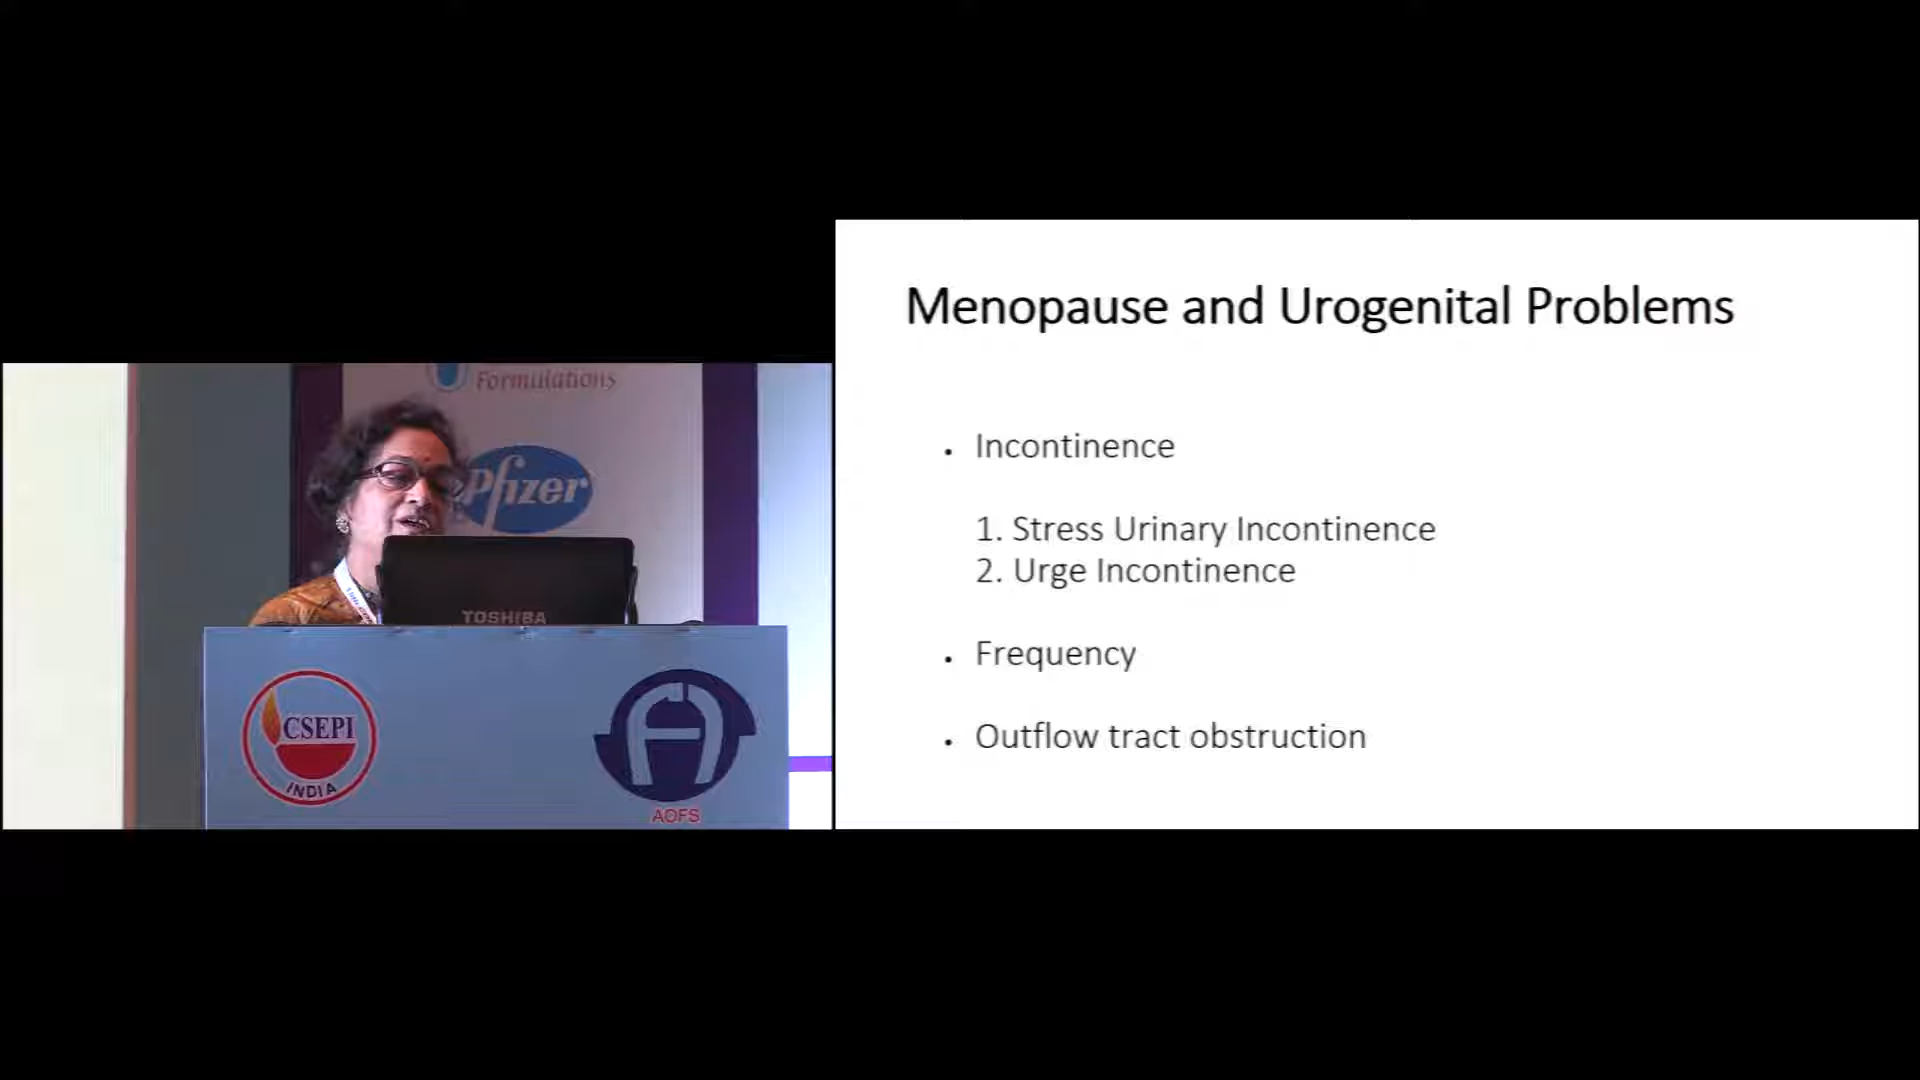 Formulations
Pfizer
TOSHIBA
CSEPI
INDIA
AOFS
Menopause and Urogenital Problems
• Incontinence
1. Stress Urinary Incontinence
2. Urge Incontinence
• Frequency
• Outflow tract obstruction